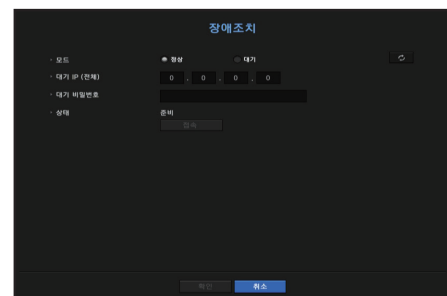 장애조치
· 모드 정상 대기
· 대기 IP (전체) 0 . 0 . 0 . 0
· 대기 비밀번호
· 상태 준비
접속
확인 취소